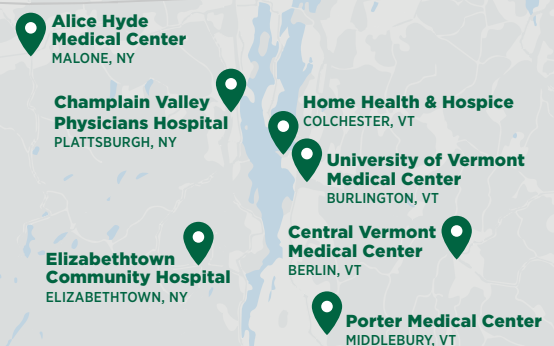 Alice Hyde
Medical Center
MALONE, NY
Champlain Valley
Physicians Hospital
PLATTSBURGH, NY
Home Health & Hospice
COLCHESTER, VT
University of Vermont
Medical Center
BURLINGTON, VT
Central Vermont
Medical Center
BERLIN, VT
Elizabethtown
Community Hospital
ELIZABETHTOWN, NY
Porter Medical Center
MIDDLEBURY, VT